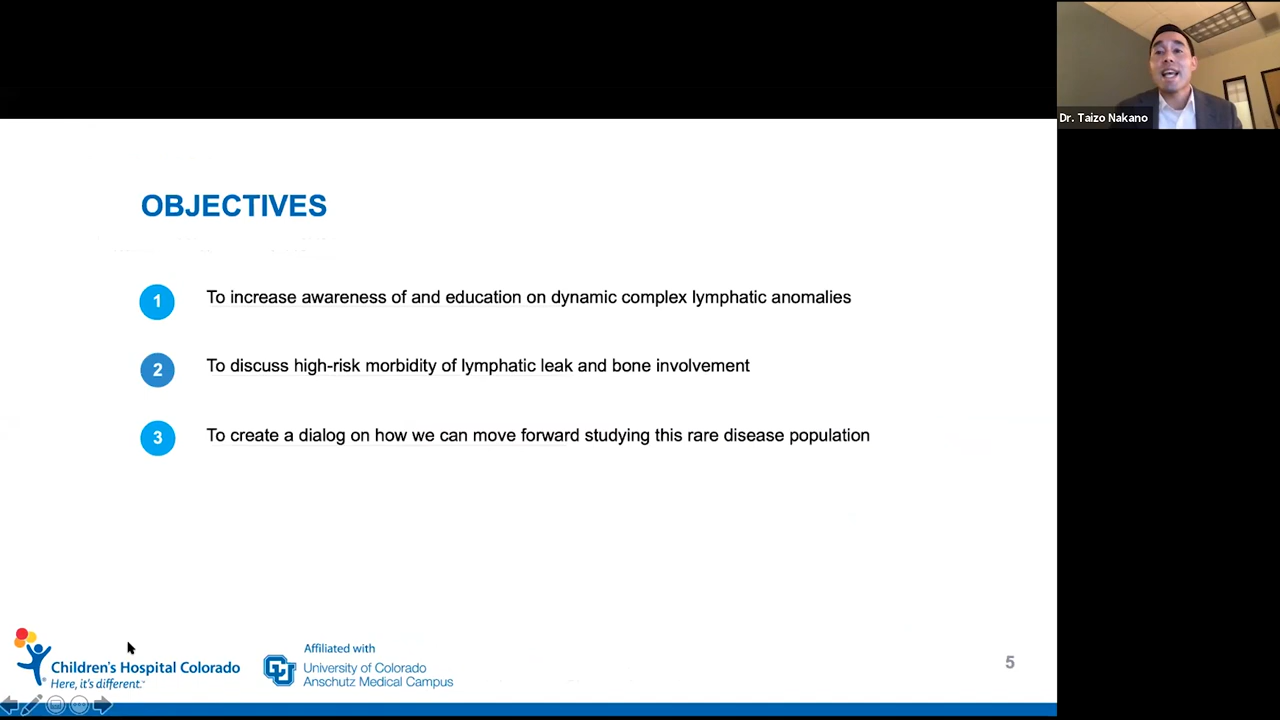 Dr. Taizo Nakano
OBJECTIVES
1 To increase awareness of and education on dynamic complex lymphatic anomalies
2 To discuss high-risk morbidity of lymphatic leak and bone involvement
3 To create a dialog on how we can move forward studying this rare disease population
Children's Hospital Colorado
Here, it's different.™
Affiliated with
University of Colorado
Anschutz Medical Campus
5